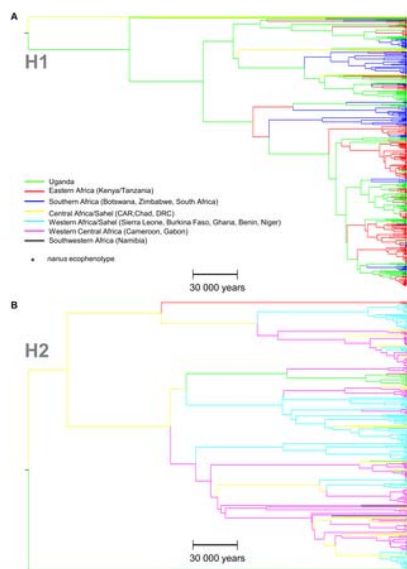 A
H1
Uganda
Eastern Africa (Kenya/Tanzania)
Southern Africa (Botswana, Zimbabwe, South Africa)
Central Africa/Sahel (CAR,Chad, DRC)
Western Africa/Sahel (Sierra Leone, Burkina Faso, Ghana, Benin, Niger)
Western Central Africa (Cameroon, Gabon)
Southwestern Africa (Namibia)
* nanus ecophenotype
30 000 years
B
H2
30 000 years